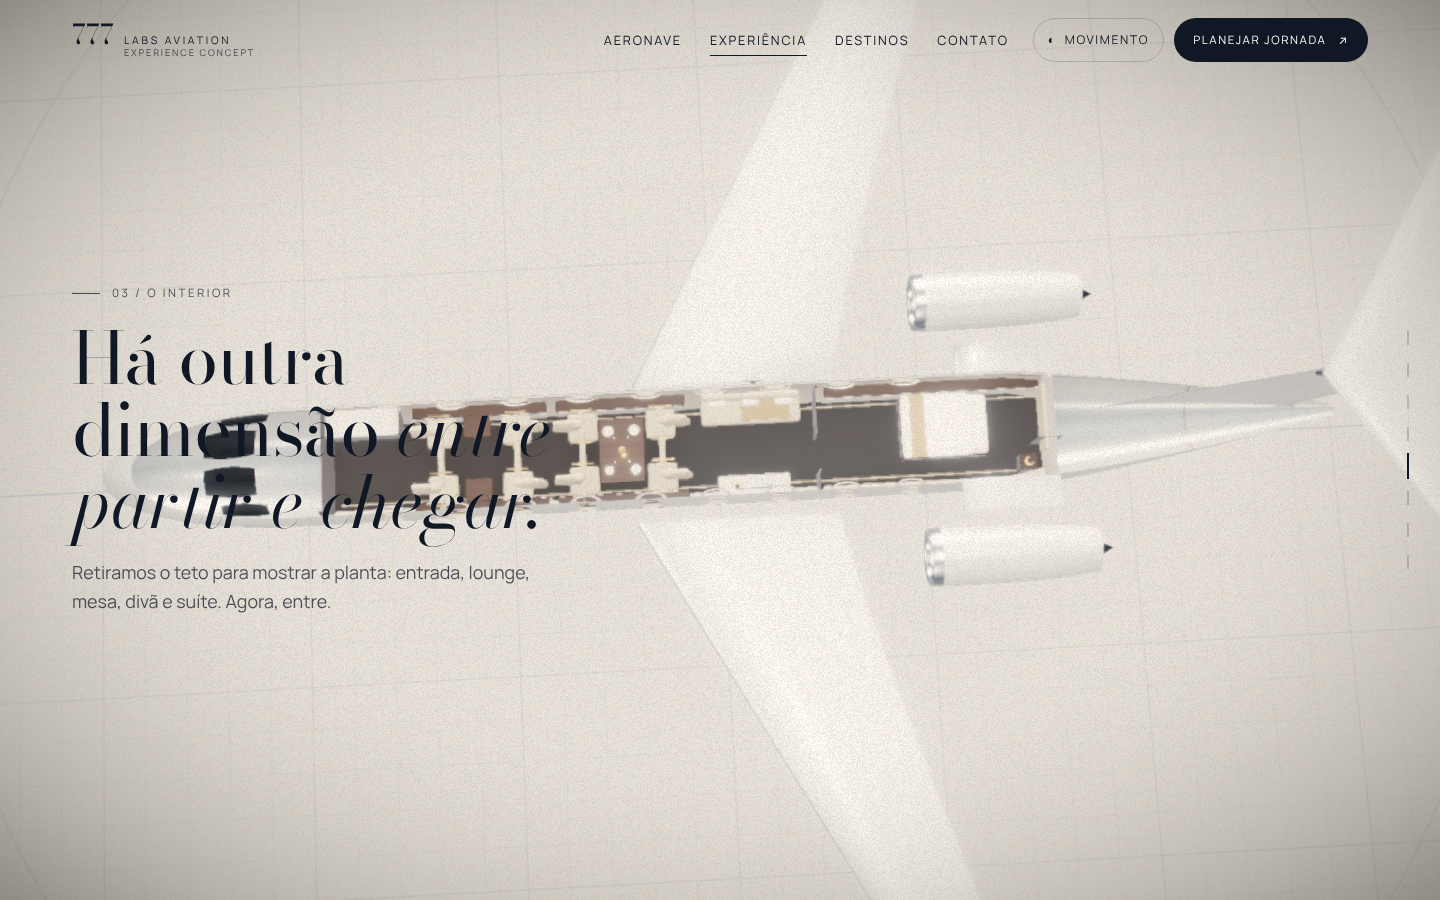 777 LABS AVIATION
EXPERIENCE CONCEPT
AERONAVE EXPERIÊNCIA DESTINOS CONTATO MOVIMENTO PLANEJAR JORNADA
03 / O INTERIOR
Há outra
dimensão entre
partir e chegar.
Retiramos o teto para mostrar a planta: entrada, lounge,
mesa, divã e suíte. Agora, entre.